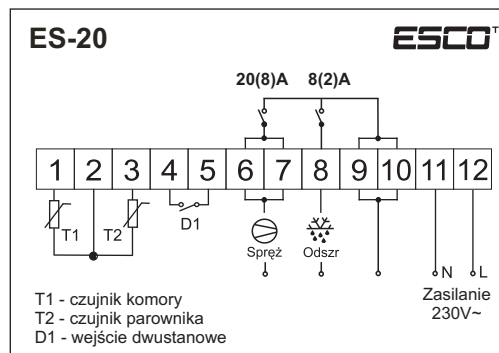 ES-20
ESCO T
20(8)A 8(2)A
1 2 3 4 5 6 7 8 9 10 11 12
T1 T2 D1
Spręż Odszr N L
T1 - czujnik komory
T2 - czujnik parownika
D1 - wejście dwustanowe
Zasilanie
230V~